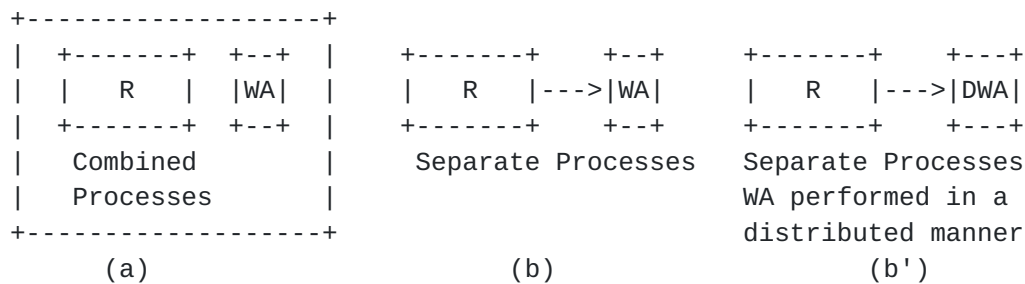 R WA R WA R DWA
Combined Separate Processes Separate Processes
Processes WA performed in a
distributed manner
(a) (b) (b')